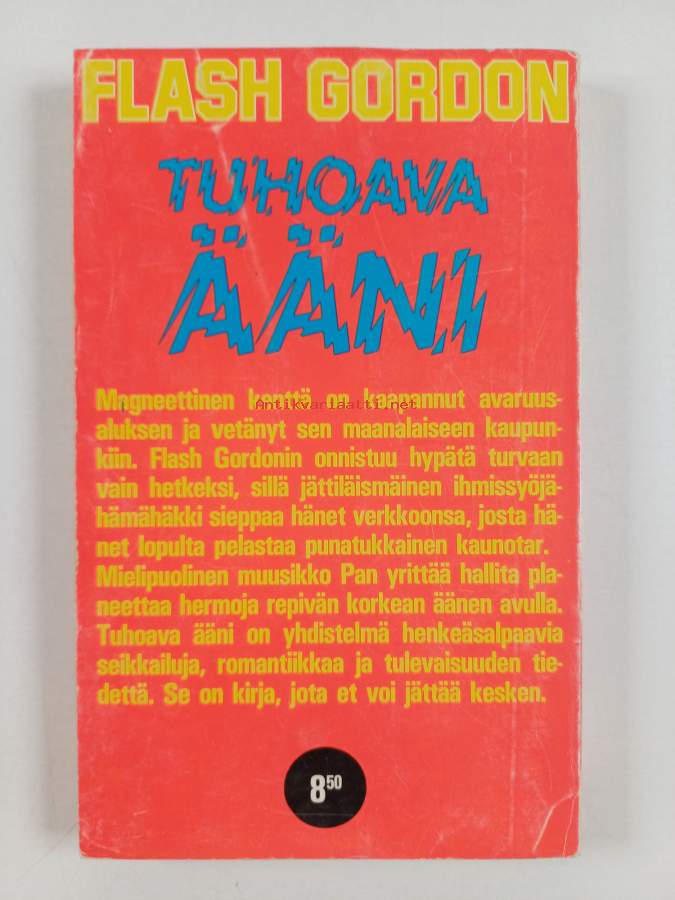 FLASH GORDON
TUHOAVA
ÄÄNI
Magneettinen kenttä on kaapannut avaruus-
Antikvariaatti.net
aluksen ja vetänyt sen maanalaiseen kaupun-
kiin. Flash Gordonin onnistuu hypätä turvaan
vain hetkeksi, sillä jättiläismäinen ihmissyöjä-
hämähäkki sieppaa hänet verkkoonsa, josta hä-
net lopulta pelastaa punatukkainen kaunotar.
Mielipuolinen muusikko Pan yrittää hallita pla-
neettaa hermoja repivän korkean äänen avulla.
Tuhoava ääni on yhdistelmä henkeäsalpaavia
seikkailuja, romantiikkaa ja tulevaisuuden tie-
dettä. Se on kirja, jota et voi jättää kesken.
850